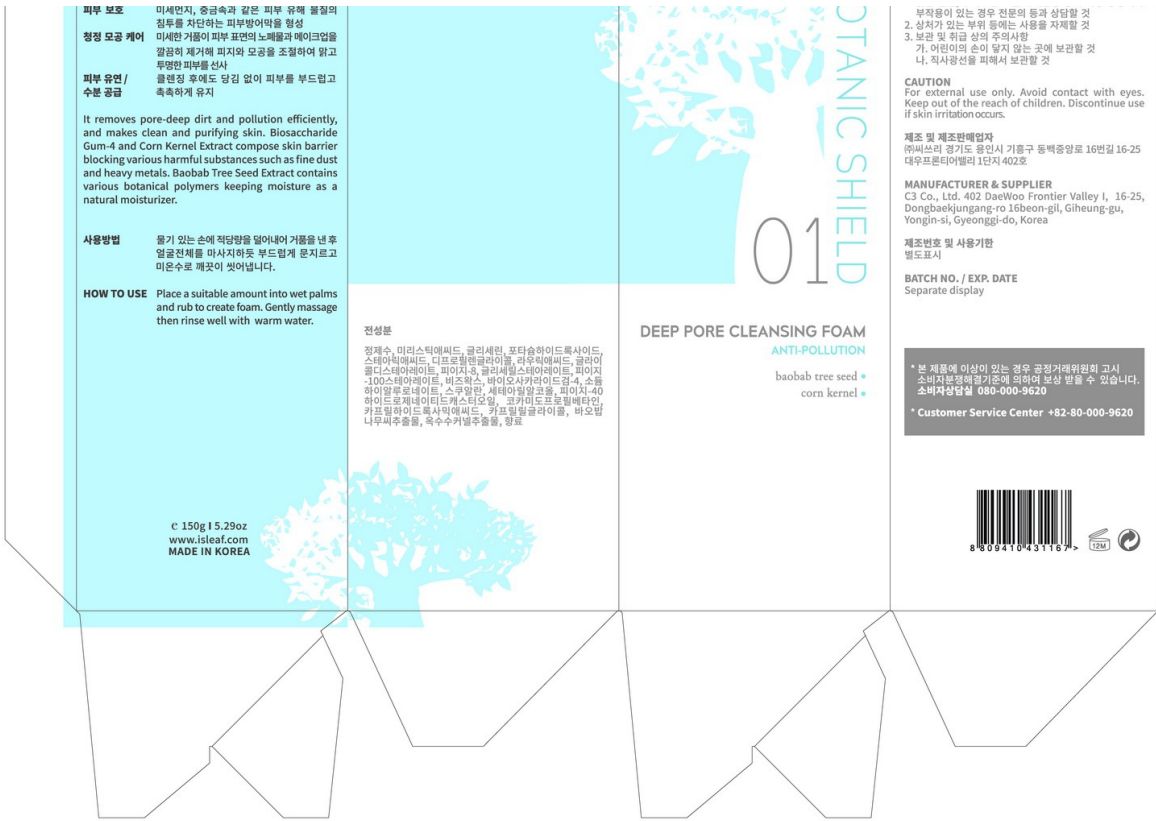 피부 보호 미세먼지, 중금속과 같은 피부 유해 물질의
침투를 차단하는 피부방어막을 형성
청정 모공 케어 미세한 거품이 피부 표면의 노폐물과 메이크업을
깔끔히 제거해 피지와 모공을 조절하여 맑고
투명한 피부를 선사
피부 유연 / 클렌징 후에도 당김 없이 피부를 부드럽고
수분 공급 촉촉하게 유지
It removes pore-deep dirt and pollution efficiently,
and makes clean and purifying skin. Biosaccharide
Gum-4 and Corn Kernel Extract compose skin barrier
blocking various harmful substances such as fine dust
and heavy metals. Baobab Tree Seed Extract contains
various botanical polymers keeping moisture as a
natural moisturizer.
사용방법 물기 있는 손에 적당량을 덜어내어 거품을 낸 후
얼굴전체를 마사지하듯 부드럽게 문지르고
미온수로 깨끗이 씻어냅니다.
HOW TO USE Place a suitable amount into wet palms
and rub to create foam. Gently massage
then rinse well with warm water.
℮ 150g I 5.29oz
www.isleaf.com
MADE IN KOREA
전성분
정제수, 미리스틱애씨드, 글리세린, 포타슘하이드록사이드,
스테아릭애씨드, 디프로필렌글라이콜, 라우릭애씨드, 글라이
콜디스테아레이트, 피이지-8, 글리세릴스테아레이트, 피이지
-100스테아레이트, 비즈왁스, 바이오사카라이드검-4, 소듐
하이알루로네이트, 스쿠알란, 세테아릴알코올, 피이지-40
하이드로제네이티드캐스터오일, 코카미도프로필베타인,
카프릴하이드록사믹애씨드, 카프릴릴글라이콜, 바오밥
나무씨추출물, 옥수수커넬추출물, 향료
OTANIC SHIELD
01
DEEP PORE CLEANSING FOAM
ANTI-POLLUTION
baobab tree seed •
corn kernel •
부작용이 있는 경우 전문의 등과 상담할 것
2. 상처가 있는 부위 등에는 사용을 자제할 것
3. 보관 및 취급 상의 주의사항
가. 어린이의 손이 닿지 않는 곳에 보관할 것
나. 직사광선을 피해서 보관할 것
CAUTION
For external use only. Avoid contact with eyes.
Keep out of the reach of children. Discontinue use
if skin irritation occurs.
제조 및 제조판매업자
㈜씨쓰리 경기도 용인시 기흥구 동백중앙로 16번길 16-25
대우프론티어밸리 1단지 402호
MANUFACTURER & SUPPLIER
C3 Co., Ltd. 402 DaeWoo Frontier Valley I, 16-25,
Dongbaekjungang-ro 16beon-gil, Giheung-gu,
Yongin-si, Gyeonggi-do, Korea
제조번호 및 사용기한
별도표시
BATCH NO. / EXP. DATE
Separate display
* 본 제품에 이상이 있는 경우 공정거래위원회 고시
소비자분쟁해결기준에 의하여 보상 받을 수 있습니다.
소비자상담실 080-000-9620
* Customer Service Center +82-80-000-9620
8 809410 431167 >
12M